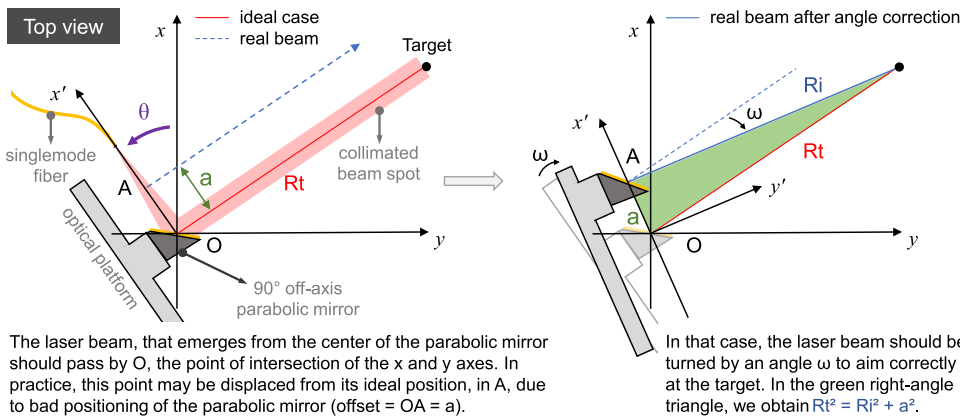 Top view
x
ideal case
real beam
Target
x'
θ
singlemode
fiber
A
a
Rt
collimated
beam spot
O
y
optical platform
90° off-axis
parabolic mirror
The laser beam, that emerges from the center of the parabolic mirror
should pass by O, the point of intersection of the x and y axes. In
practice, this point may be displaced from its ideal position, in A, due
to bad positioning of the parabolic mirror (offset = OA = a).
x
real beam after angle correction
Ri
ω
x'
ω
A
Rt
y'
a
O
y
In that case, the laser beam should be
turned by an angle ω to aim correctly
at the target. In the green right-angle
triangle, we obtain Rt² = Ri² + a².